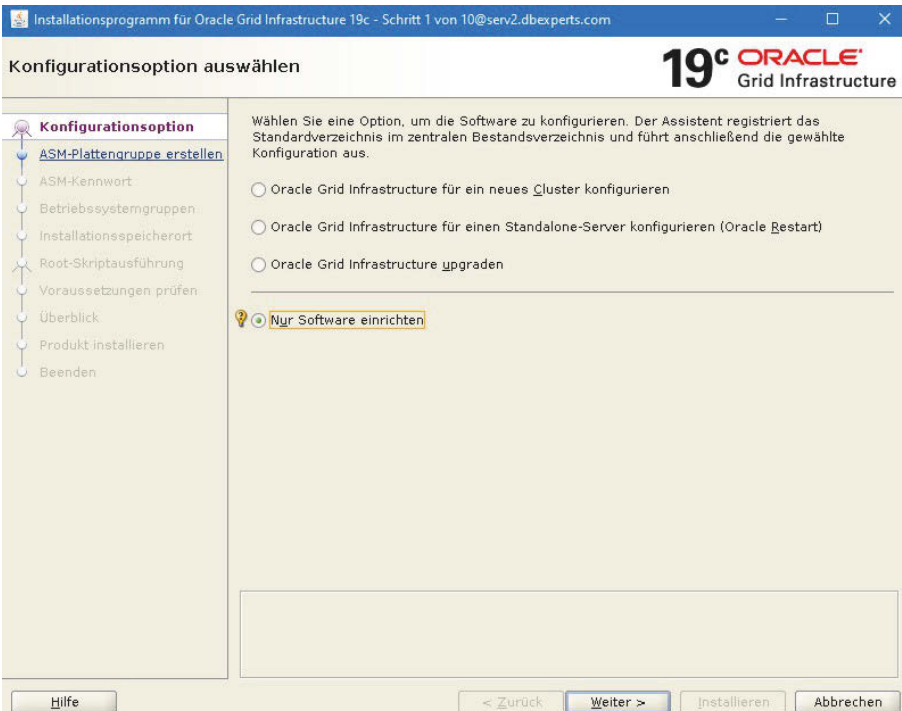 Installationsprogramm für Oracle Grid Infrastructure 19c - Schritt 1 von 10@serv2.dbexperts.com
Konfigurationsoption auswählen
19c ORACLE
Grid Infrastructure
Konfigurationsoption
ASM-Plattengruppe erstellen
ASM-Kennwort
Betriebssystemgruppen
Installationsspeicherort
Root-Skriptausführung
Voraussetzungen prüfen
Überblick
Produkt installieren
Beenden
Wählen Sie eine Option, um die Software zu konfigurieren. Der Assistent registriert das
Standardverzeichnis im zentralen Bestandsverzeichnis und führt anschließend die gewählte
Konfiguration aus.
Oracle Grid Infrastructure für ein neues Cluster konfigurieren
Oracle Grid Infrastructure für einen Standalone-Server konfigurieren (Oracle Restart)
Oracle Grid Infrastructure upgraden
Nur Software einrichten
Hilfe
< Zurück
Weiter >
Installieren
Abbrechen